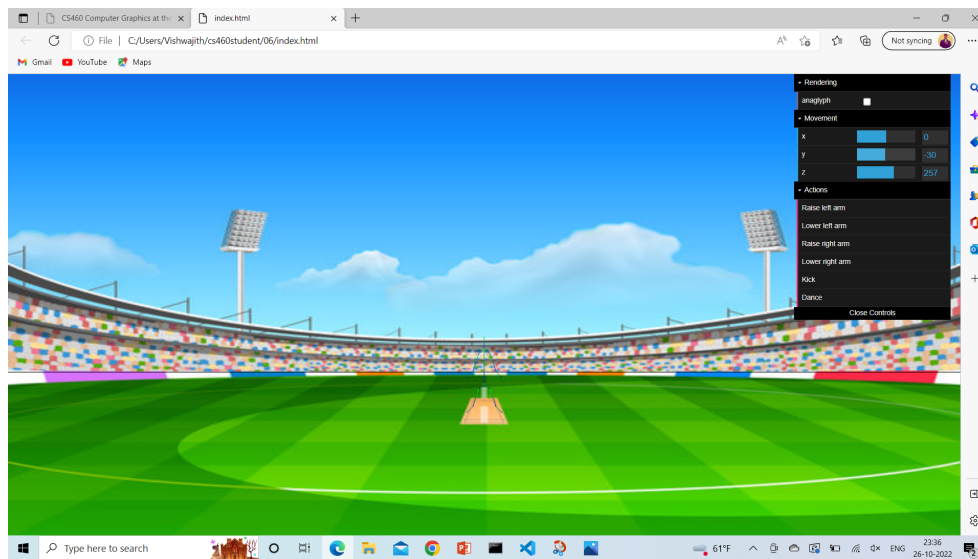 CS460 Computer Graphics at the
index.html
File | C:/Users/Vishwajith/cs460student/06/index.html
Not syncing
Gmail YouTube Maps
Rendering
anaglyph
Movement
x 0
y -30
z 257
Actions
Raise left arm
Lower left arm
Raise right arm
Lower right arm
Kick
Dance
Close Controls
Type here to search
61°F
ENG
23:36
26-10-2022